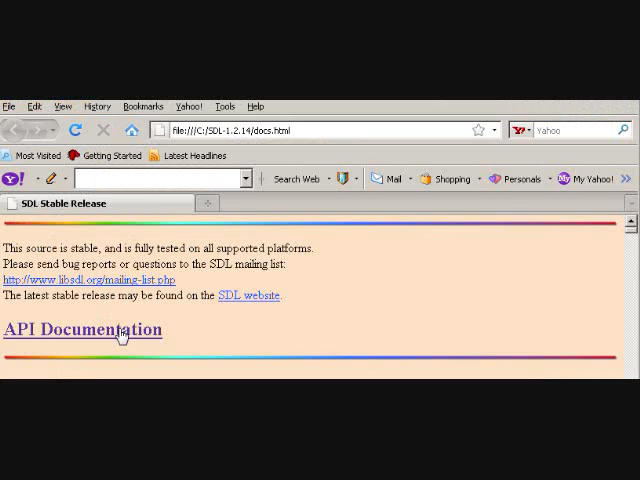 File Edit View History Bookmarks Yahoo! Tools Help
file:///C:/SDL-1.2.14/docs.html
Y! Yahoo
Most Visited Getting Started Latest Headlines
Y! Search Web Mail Shopping Personals My My Yahoo! »
SDL Stable Release
This source is stable, and is fully tested on all supported platforms.
Please send bug reports or questions to the SDL mailing list:
http://www.libsdl.org/mailing-list.php
The latest stable release may be found on the SDL website.
API Documentation